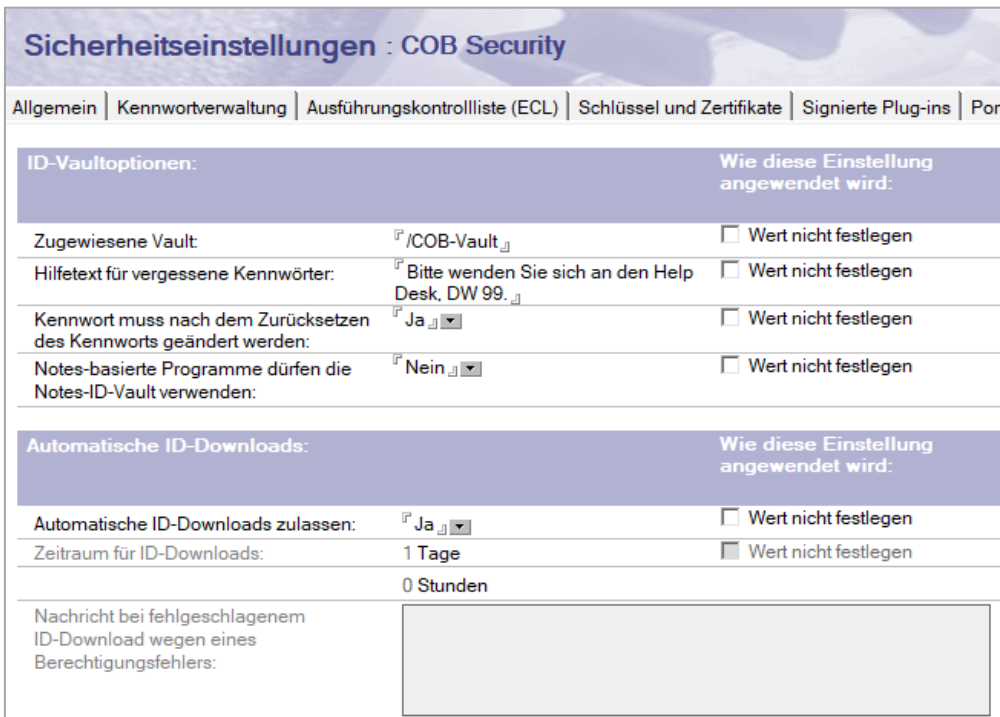 Sicherheitseinstellungen : COB Security
Allgemein Kennwortverwaltung Ausführungskontrollliste (ECL) Schlüssel und Zertifikate Signierte Plug-ins Por
ID-Vaultoptionen: Wie diese Einstellung
angewendet wird:
Zugewiesene Vault: /COB-Vault Wert nicht festlegen
Hilfetext für vergessene Kennwörter: Bitte wenden Sie sich an den Help Wert nicht festlegen
Desk, DW 99.
Kennwort muss nach dem Zurücksetzen Ja Wert nicht festlegen
des Kennworts geändert werden:
Notes-basierte Programme dürfen die Nein Wert nicht festlegen
Notes-ID-Vault verwenden:
Automatische ID-Downloads: Wie diese Einstellung
angewendet wird:
Automatische ID-Downloads zulassen: Ja Wert nicht festlegen
Zeitraum für ID-Downloads: 1 Tage Wert nicht festlegen
0 Stunden
Nachricht bei fehlgeschlagenem
ID-Download wegen eines
Berechtigungsfehlers: